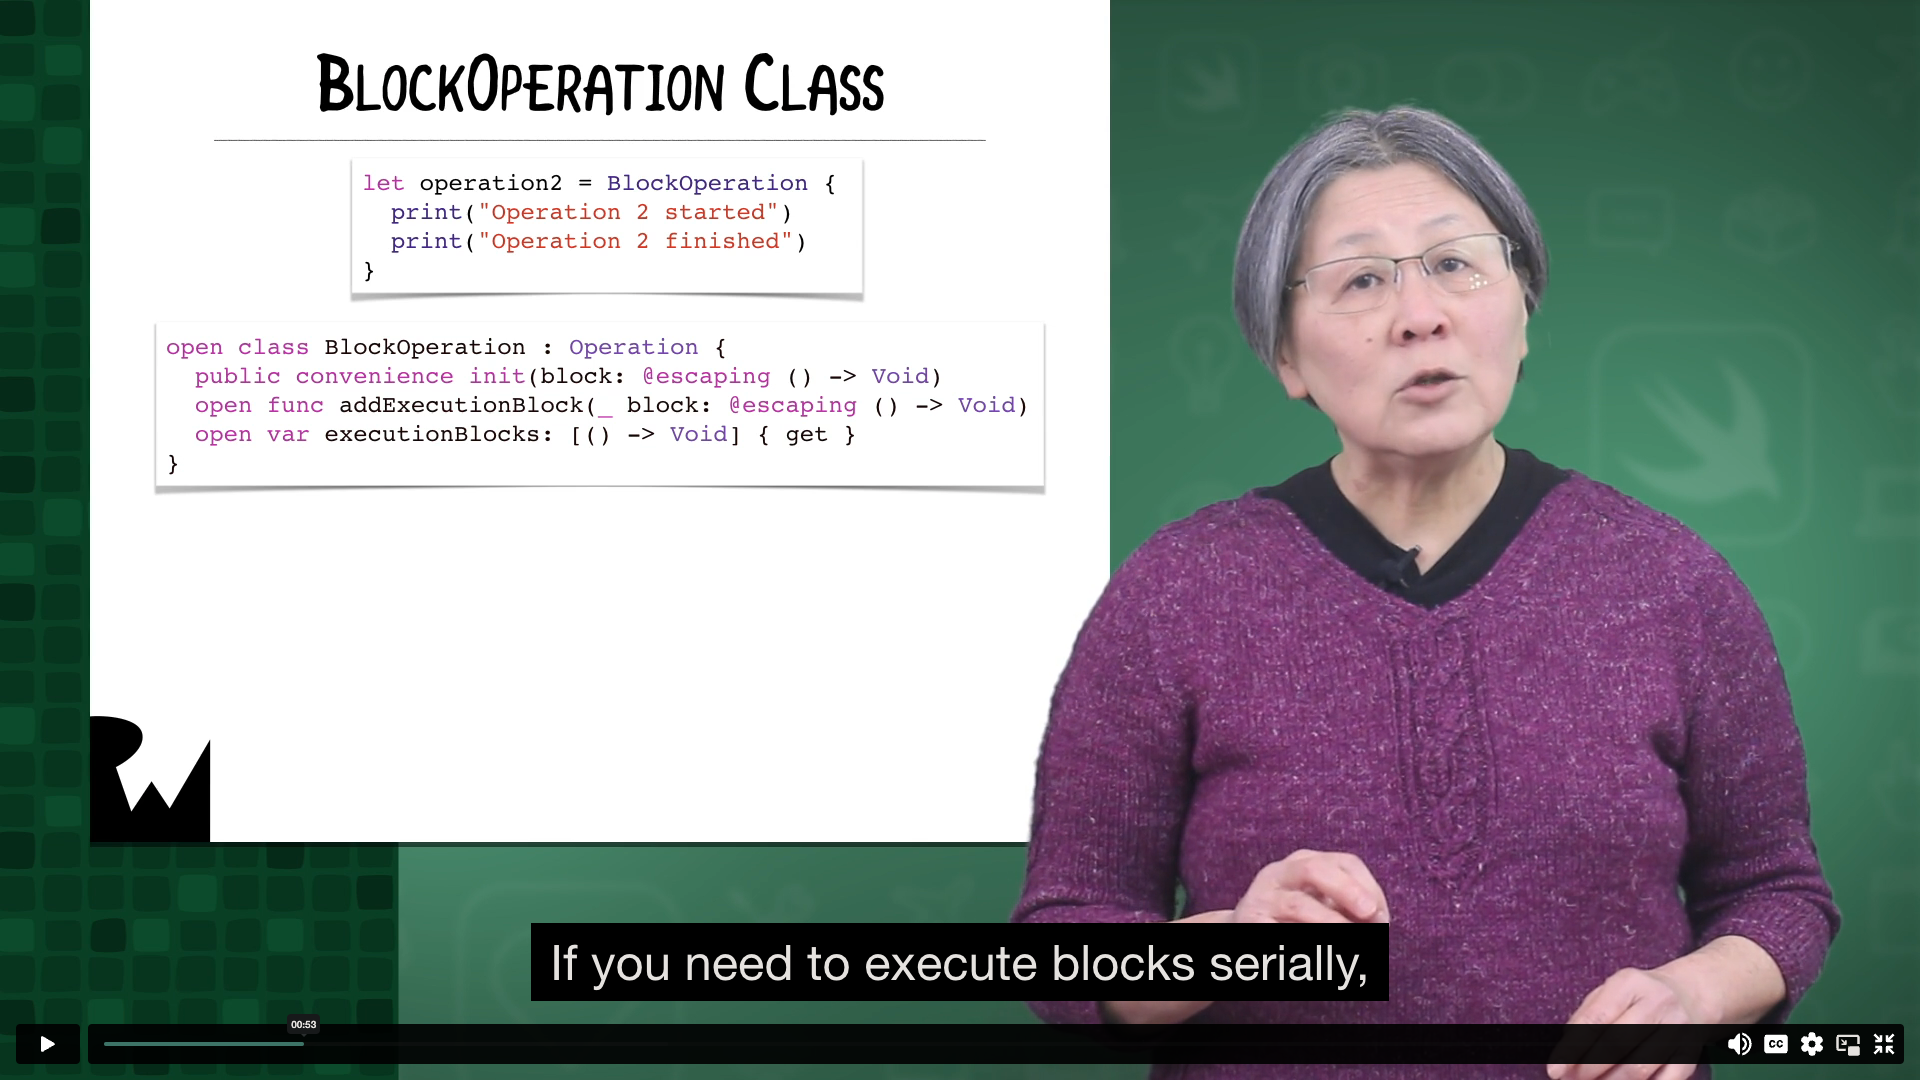 BLOCKOPERATION CLASS
let operation2 = BlockOperation {
  print("Operation 2 started")
  print("Operation 2 finished")
}
open class BlockOperation : Operation {
  public convenience init(block: @escaping () -> Void)
  open func addExecutionBlock(_ block: @escaping () -> Void)
  open var executionBlocks: [() -> Void] { get }
}
RW
If you need to execute blocks serially,
00:53
CC